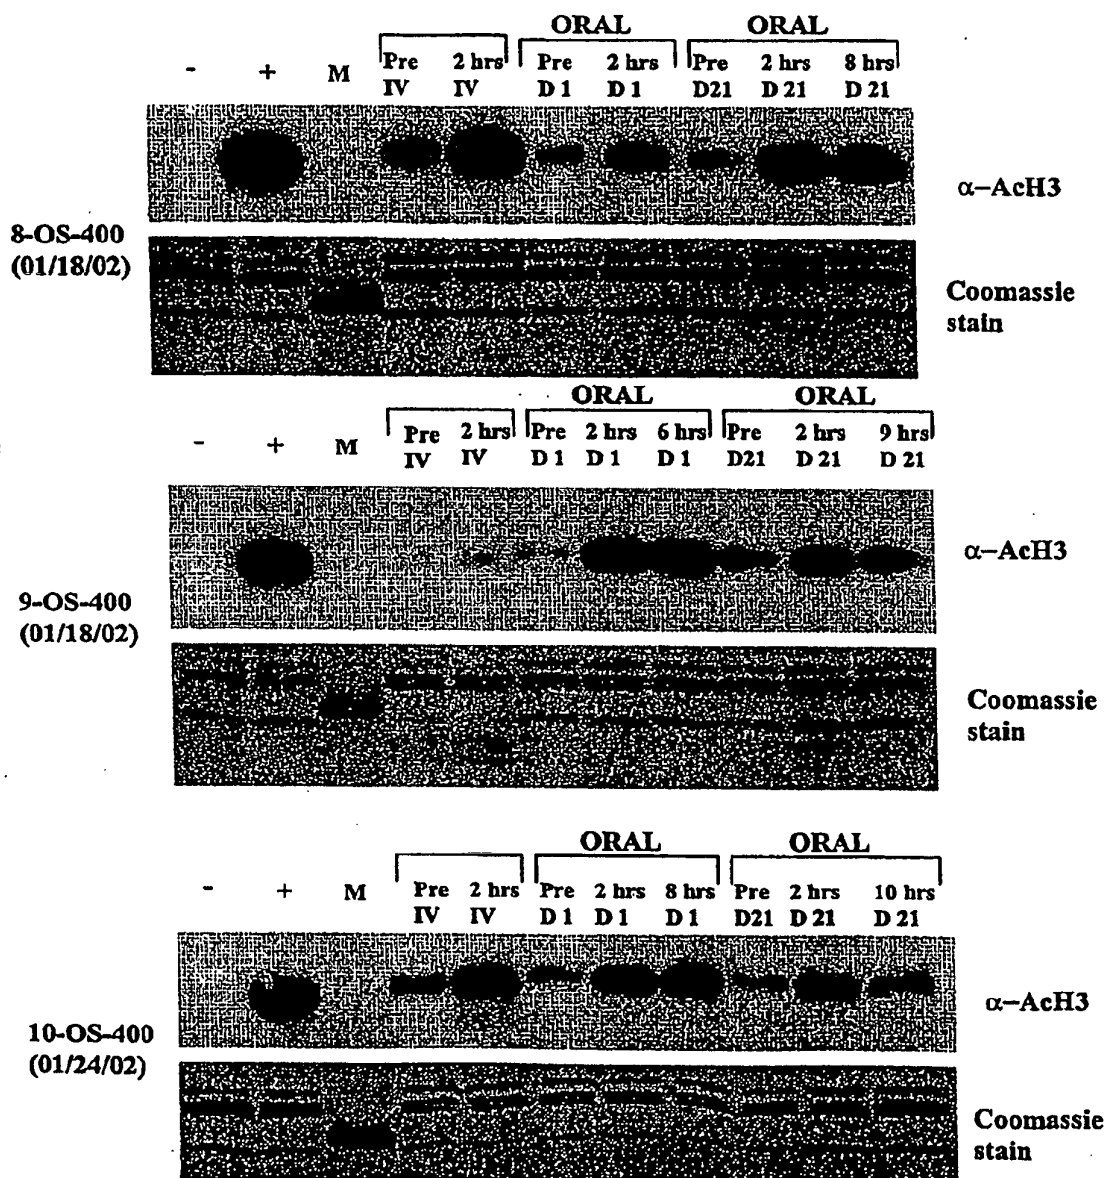 ORAL ORAL
- + M Pre 2 hrs Pre 2 hrs Pre 2 hrs 8 hrs
IV IV D 1 D 1 D21 D 21 D 21
α–AcH3
8-OS-400
(01/18/02)
Coomassie
stain
ORAL ORAL
- + M Pre 2 hrs Pre 2 hrs 6 hrs Pre 2 hrs 9 hrs
IV IV D 1 D 1 D 1 D21 D 21 D 21
α–AcH3
9-OS-400
(01/18/02)
Coomassie
stain
ORAL ORAL
- + M Pre 2 hrs Pre 2 hrs 8 hrs Pre 2 hrs 10 hrs
IV IV D 1 D 1 D 1 D21 D 21 D 21
α–AcH3
10-OS-400
(01/24/02)
Coomassie
stain